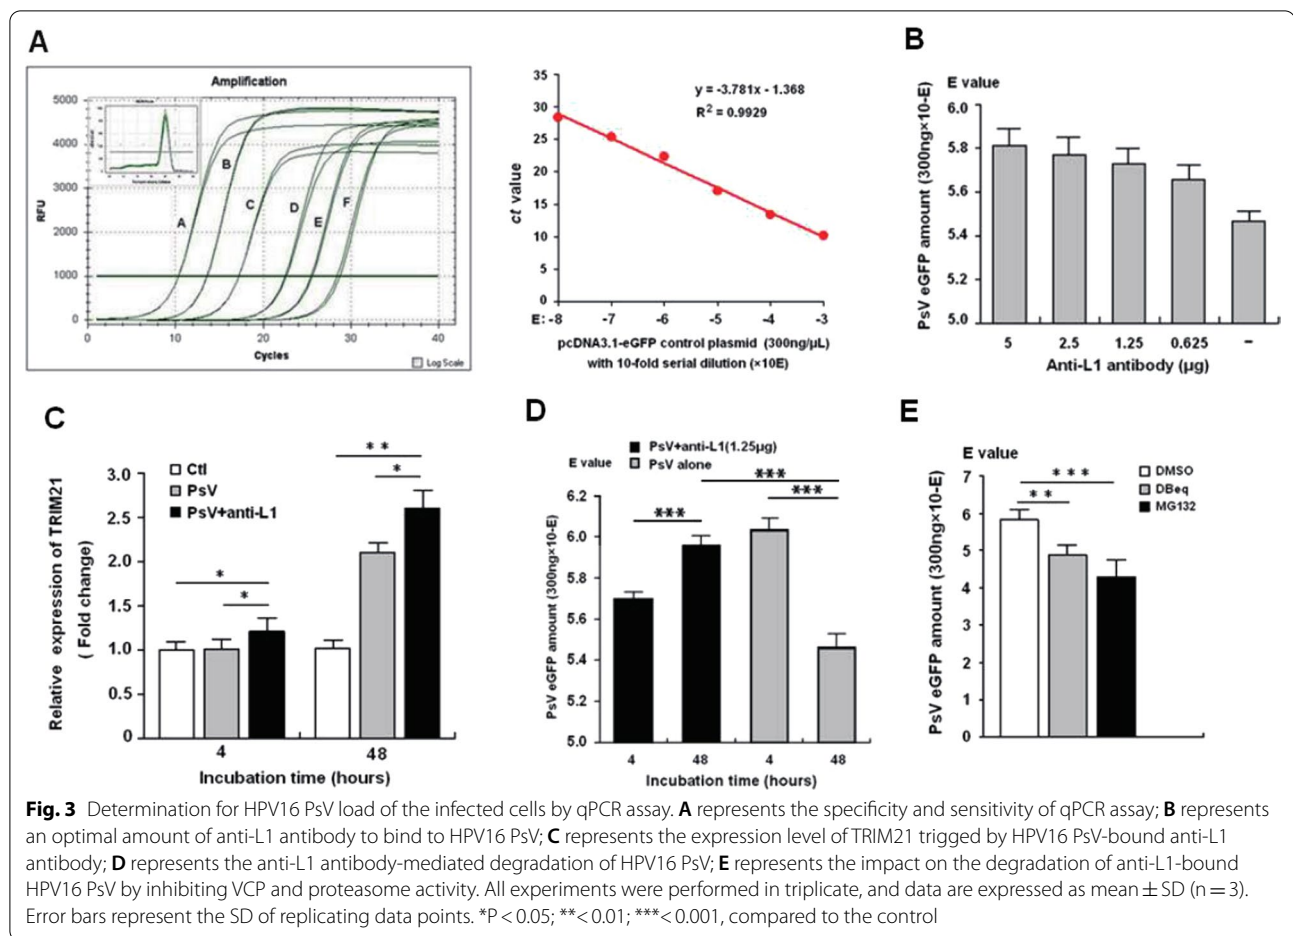 A
Amplification
5000
4000
3000
2000
1000
0
RFU
A
B
C
D
E
F
0
10
20
30
40
Cycles
Log Scale
35
30
25
20
15
10
5
0
ct value
y = -3.781x - 1.368
R² = 0.9929
E: -8
-7
-6
-5
-4
-3
pcDNA3.1-eGFP control plasmid (300ng/μL)
with 10-fold serial dilution (×10E)
B
E value
6.0
5.8
5.6
5.4
5.2
5.0
PsV eGFP amount (300ng×10-E)
5
2.5
1.25
0.625
–
Anti-L1 antibody (μg)
C
Ctl
PsV
PsV+anti-L1
3.0
2.5
2.0
1.5
1.0
0.5
0.0
Relative expression of TRIM21
( Fold change)
*
*
* *
*
4
48
Incubation time (hours)
D
PsV+anti-L1(1.25μg)
PsV alone
E value
6.2
6.0
5.8
5.6
5.4
5.2
5.0
PsV eGFP amount (300ng×10-E)
***
***
***
4
48
4
48
Incubation time (hours)
E
E value
7
6
5
4
3
2
1
0
PsV eGFP amount (300ng×10-E)
* * *
* *
DMSO
DBeq
MG132
Fig. 3 Determination for HPV16 PsV load of the infected cells by qPCR assay. A represents the specificity and sensitivity of qPCR assay; B represents
an optimal amount of anti-L1 antibody to bind to HPV16 PsV; C represents the expression level of TRIM21 trigged by HPV16 PsV-bound anti-L1
antibody; D represents the anti-L1 antibody-mediated degradation of HPV16 PsV; E represents the impact on the degradation of anti-L1-bound
HPV16 PsV by inhibiting VCP and proteasome activity. All experiments were performed in triplicate, and data are expressed as mean ± SD (n = 3).
Error bars represent the SD of replicating data points. *P < 0.05; **< 0.01; ***< 0.001, compared to the control